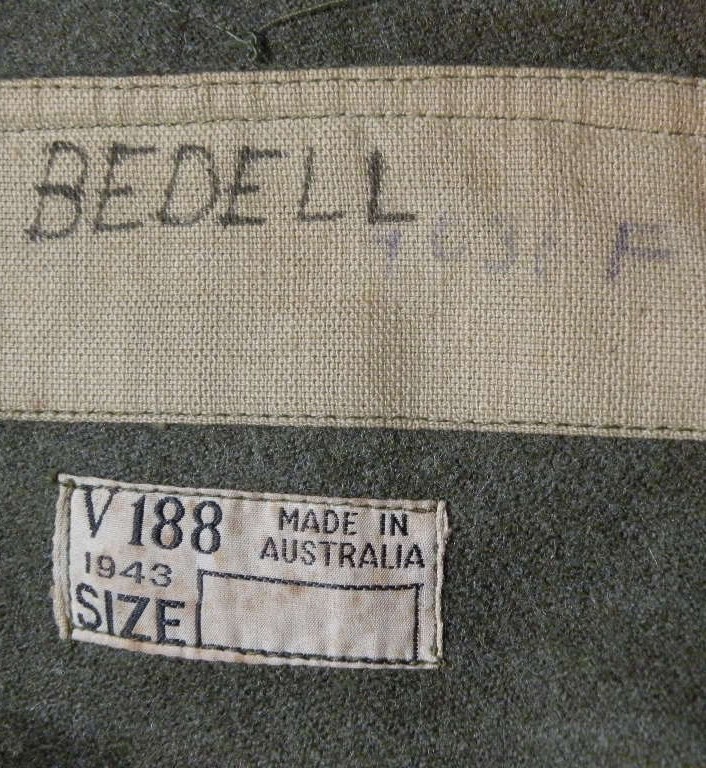 BEDELL
F
V 188
MADE IN
AUSTRALIA
1943
SIZE